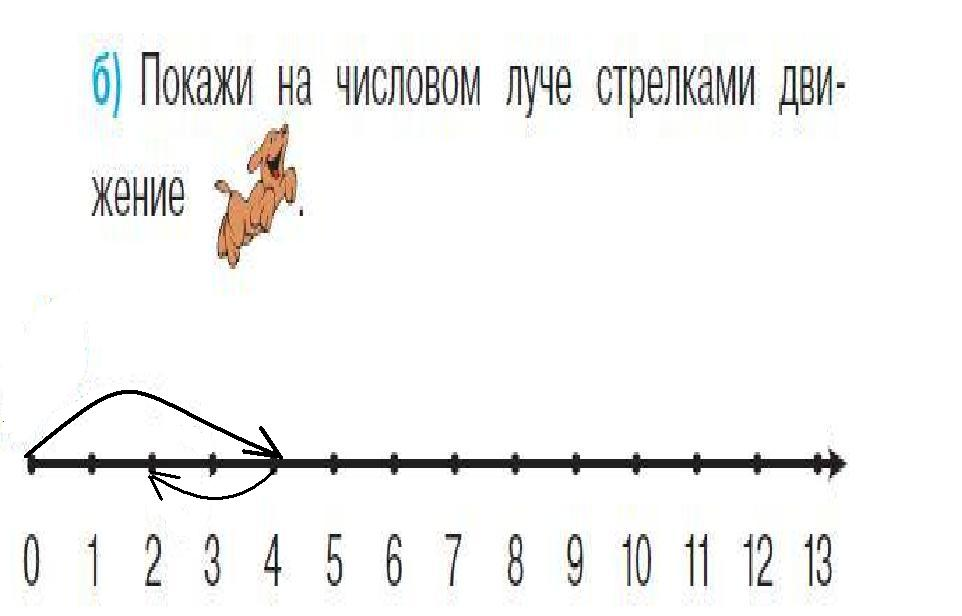 б) Покажи на числовом луче стрелками дви-
жение .
0 1 2 3 4 5 6 7 8 9 10 11 12 13